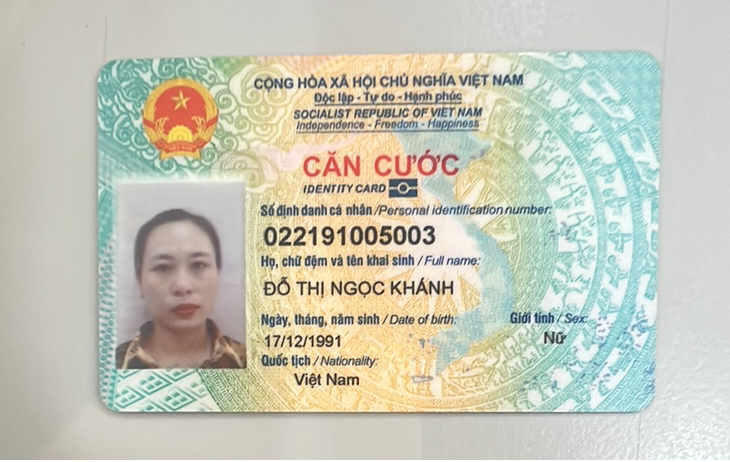 CỘNG HÒA XÃ HỘI CHỦ NGHĨA VIỆT NAM
Độc lập - Tự do - Hạnh phúc
SOCIALIST REPUBLIC OF VIET NAM
Independence - Freedom - Happiness
CĂN CƯỚC
IDENTITY CARD
Số định danh cá nhân / Personal identification number:
022191005003
Họ, chữ đệm và tên khai sinh / Full name:
ĐỖ THỊ NGỌC KHÁNH
Ngày, tháng, năm sinh / Date of birth: Giới tính / Sex:
17/12/1991 Nữ
Quốc tịch / Nationality:
Việt Nam